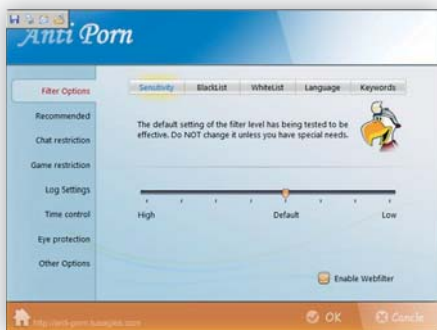 Anti Porn
Filter Options
Recommended
Chat restriction
Game restriction
Log Settings
Time control
Eye protection
Other Options
Sensitivity BlackList WhiteList Language Keywords
The default setting of the filter level has being tested to be
effective. Do NOT change it unless you have special needs.
High Default Low
Enable Webfilter
OK Cancle